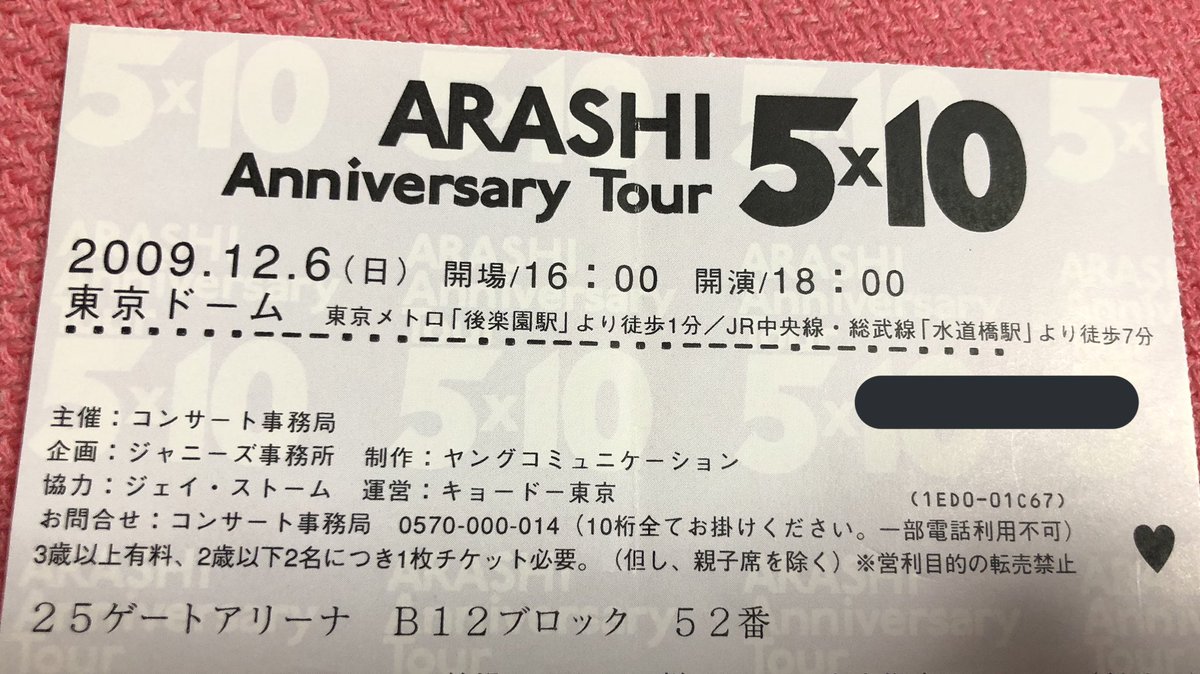 ARASHI
Anniversary Tour 5×10
2009.12.6(日) 開場/16:00 開演/18:00
東京ドーム 東京メトロ「後楽園駅」より徒歩1分/JR中央線・総武線「水道橋駅」より徒歩7分
主催:コンサート事務局
企画:ジャニーズ事務所 制作:ヤングコミュニケーション
協力:ジェイ・ストーム 運営:キョードー東京
(1ED0-01C67)
お問合せ:コンサート事務局 0570-000-014(10桁全てお掛けください。一部電話利用不可)
3歳以上有料、2歳以下2名につき1枚チケット必要。(但し、親子席を除く)※営利目的の転売禁止
25ゲートアリーナ B12ブロック 52番